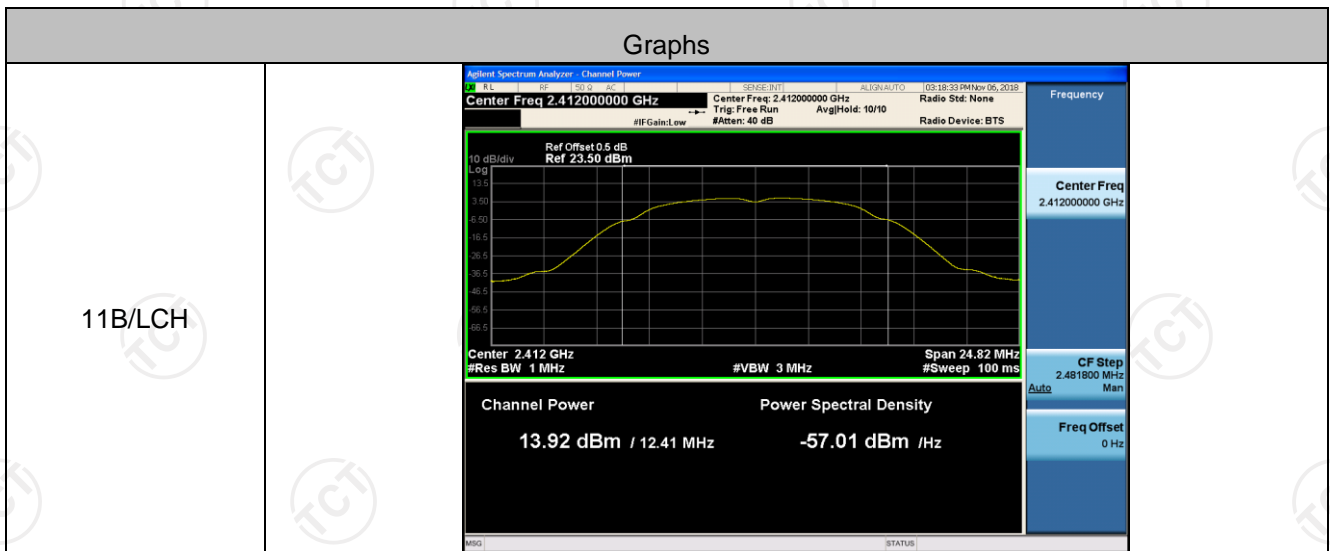 Graphs
11B/LCH
Agilent Spectrum Analyzer - Channel Power
RL RF 50 Ω AC SENSE:INT ALIGNAUTO 03:18:33 PM Nov 06, 2018
Center Freq 2.412000000 GHz
Center Freq: 2.412000000 GHz
Radio Std: None
Trig: Free Run Avg|Hold: 10/10
#IFGain:Low #Atten: 40 dB Radio Device: BTS
Ref Offset 0.5 dB
10 dB/div Ref 23.50 dBm
Log
13.5
3.50
-6.50
-16.5
-26.5
-36.5
-46.5
-56.5
-66.5
Center 2.412 GHz Span 24.82 MHz
#Res BW 1 MHz #VBW 3 MHz #Sweep 100 ms
Channel Power Power Spectral Density
13.92 dBm / 12.41 MHz -57.01 dBm /Hz
MSG STATUS
Frequency
Center Freq
2.412000000 GHz
CF Step
2.481800 MHz
Auto Man
Freq Offset
0 Hz
TCT
TCT
TCT
TCT
TCT
TCT